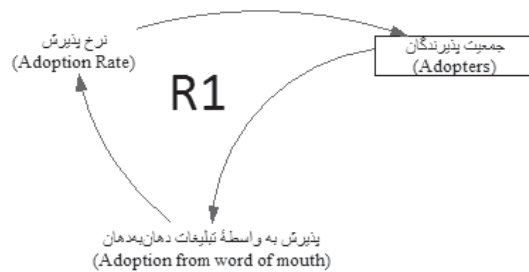 نرخ پذیرش
(Adoption Rate)
جمعیت پذیرندگان
(Adopters)
R1
پذیرش به واسطهٔ تبلیغات دهان‌به‌دهان
(Adoption from word of mouth)